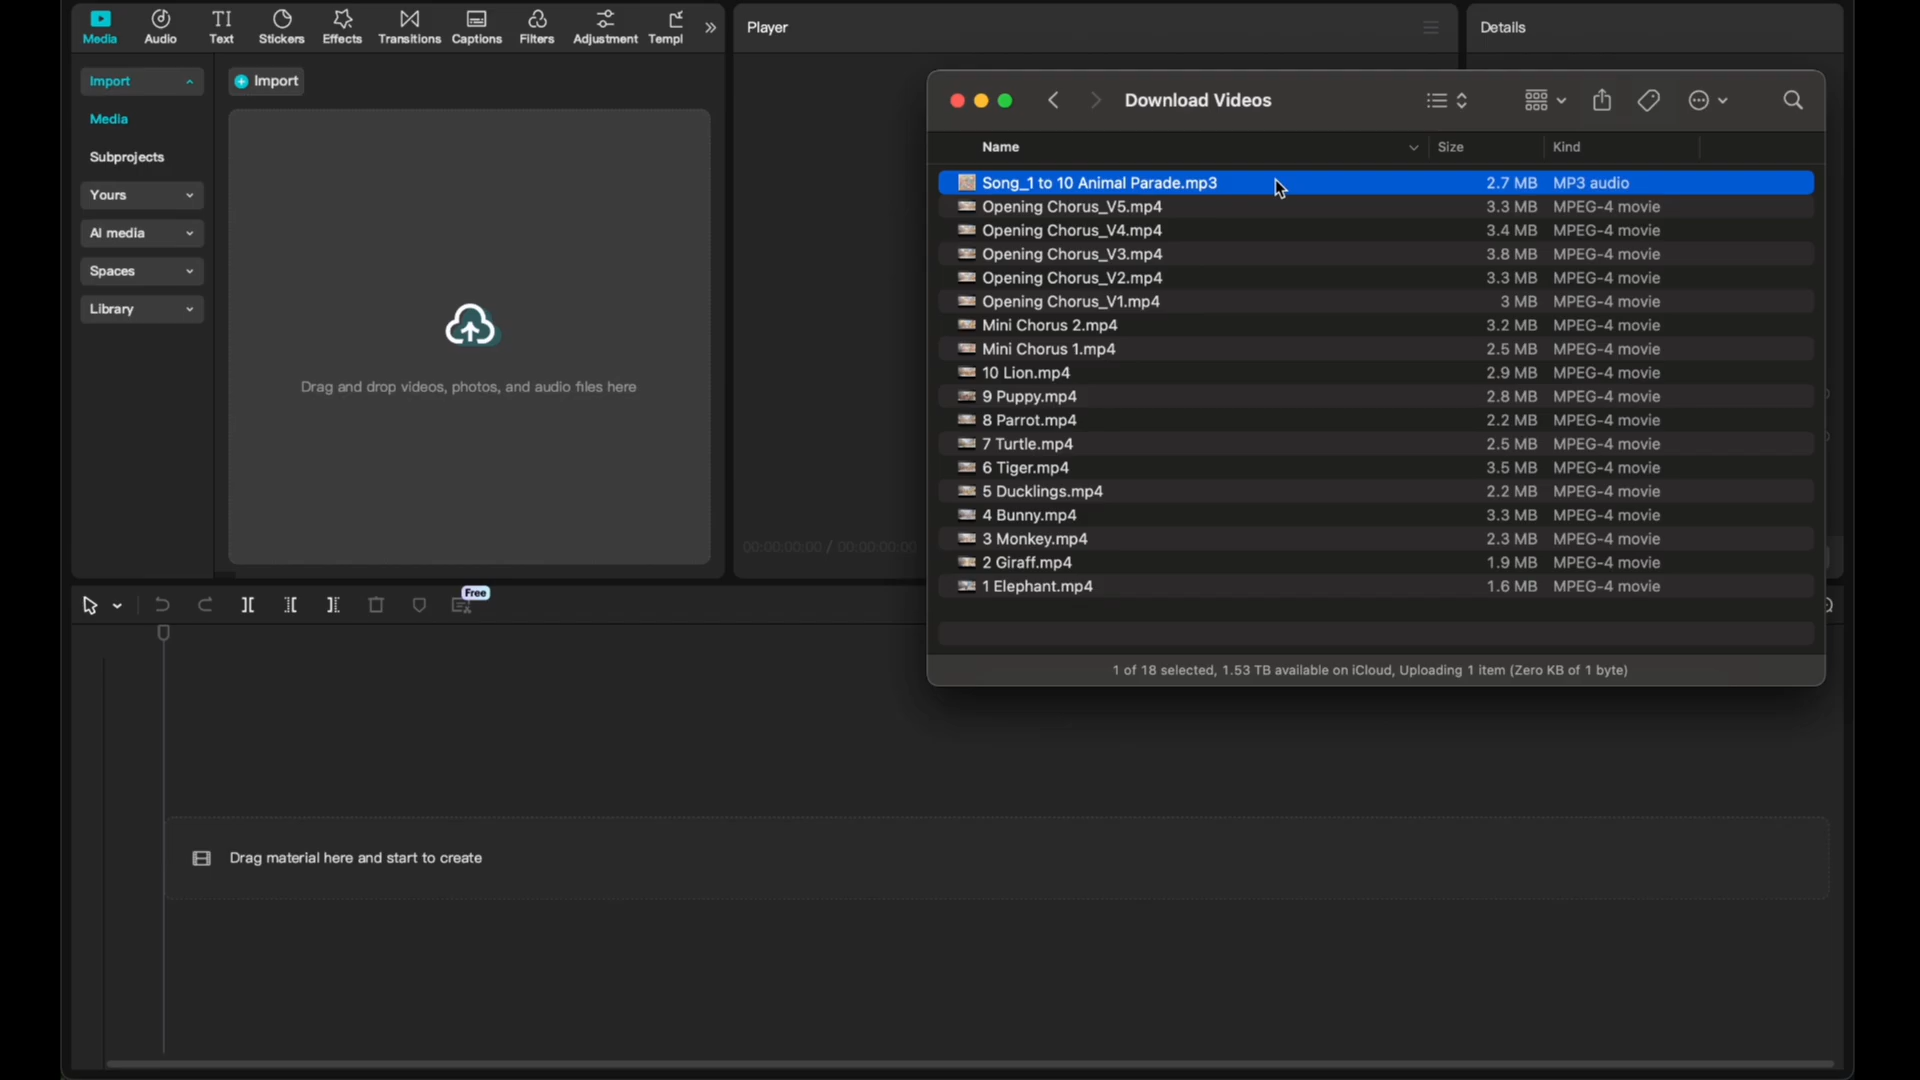 Media
Audio
Text
Stickers
Effects
Transitions
Captions
Filters
Adjustment
Templ
Player
Details
Import
Import
Media
Subprojects
Yours
AI media
Spaces
Library
Drag and drop videos, photos, and audio files here
00:00:00:00 / 00:00:00:00
Download Videos
Name Size Kind
Song_1 to 10 Animal Parade.mp3 2.7 MB MP3 audio
Opening Chorus_V5.mp4 3.3 MB MPEG-4 movie
Opening Chorus_V4.mp4 3.4 MB MPEG-4 movie
Opening Chorus_V3.mp4 3.8 MB MPEG-4 movie
Opening Chorus_V2.mp4 3.3 MB MPEG-4 movie
Opening Chorus_V1.mp4 3 MB MPEG-4 movie
Mini Chorus 2.mp4 3.2 MB MPEG-4 movie
Mini Chorus 1.mp4 2.5 MB MPEG-4 movie
10 Lion.mp4 2.9 MB MPEG-4 movie
9 Puppy.mp4 2.8 MB MPEG-4 movie
8 Parrot.mp4 2.2 MB MPEG-4 movie
7 Turtle.mp4 2.5 MB MPEG-4 movie
6 Tiger.mp4 3.5 MB MPEG-4 movie
5 Ducklings.mp4 2.2 MB MPEG-4 movie
4 Bunny.mp4 3.3 MB MPEG-4 movie
3 Monkey.mp4 2.3 MB MPEG-4 movie
2 Giraff.mp4 1.9 MB MPEG-4 movie
1 Elephant.mp4 1.6 MB MPEG-4 movie
1 of 18 selected, 1.53 TB available on iCloud, Uploading 1 item (Zero KB of 1 byte)
Free
Drag material here and start to create